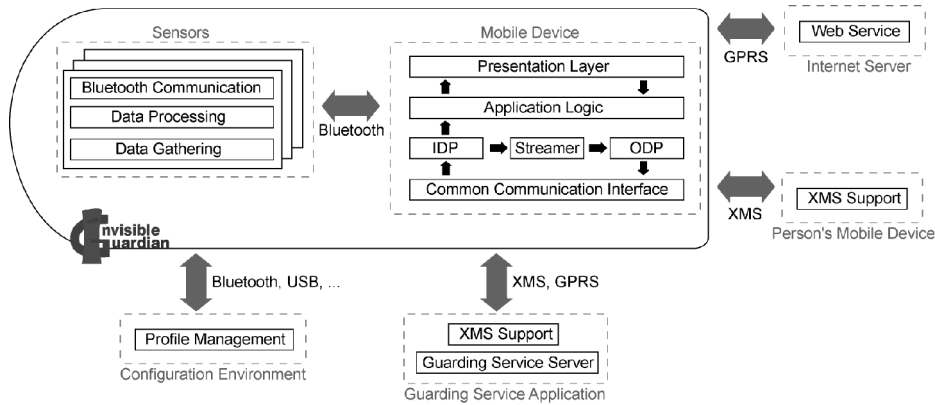 Sensors
Bluetooth Communication
Data Processing
Data Gathering
Bluetooth
Mobile Device
Presentation Layer
Application Logic
IDP
Streamer
ODP
Common Communication Interface
GPRS
Web Service
Internet Server
XMS
XMS Support
Person's Mobile Device
Invisible
Guardian
Bluetooth, USB, ...
Profile Management
Configuration Environment
XMS, GPRS
XMS Support
Guarding Service Server
Guarding Service Application